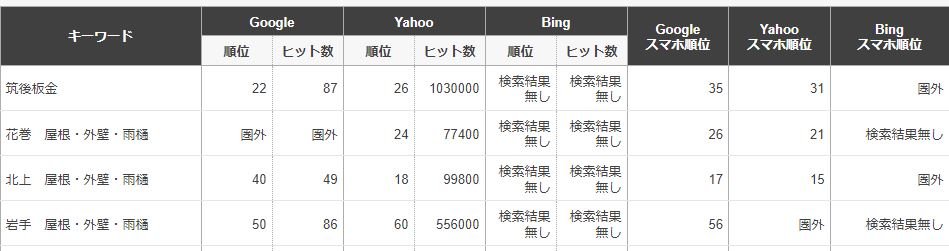 キーワード Google Yahoo Bing Google スマホ順位 Yahoo スマホ順位 Bing スマホ順位
順位 ヒット数 順位 ヒット数 順位 ヒット数
筑後板金 22 87 26 1030000 検索結果無し 検索結果無し 35 31 圏外
花巻　屋根・外壁・雨樋 圏外 圏外 24 77400 検索結果無し 検索結果無し 26 21 検索結果無し
北上　屋根・外壁・雨樋 40 49 18 99800 検索結果無し 検索結果無し 17 15 圏外
岩手　屋根・外壁・雨樋 50 86 60 556000 検索結果無し 検索結果無し 56 圏外 検索結果無し